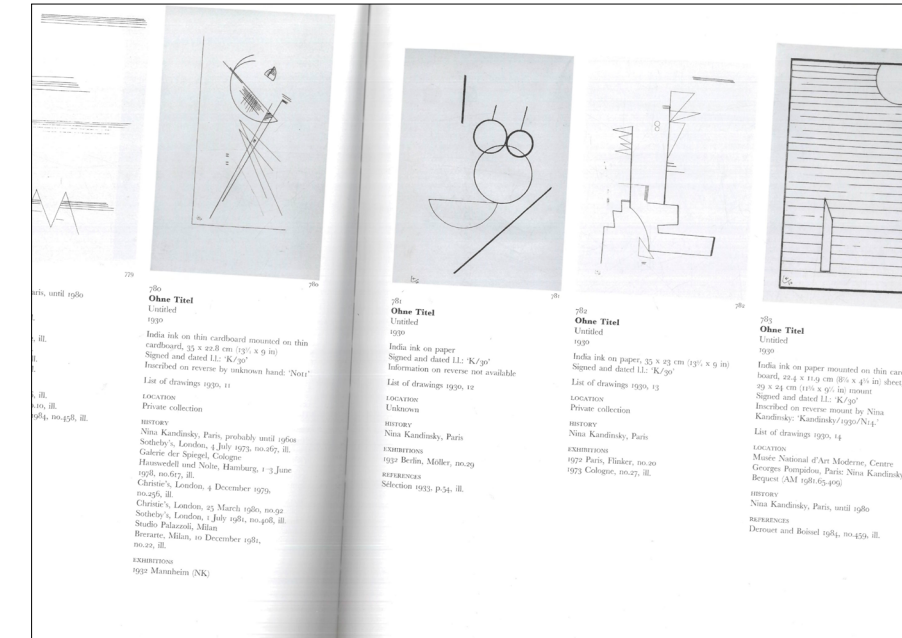 779
aris, until 1980
ill.
ill.
no.10, ill.
1984, no.458, ill.
780
780
Ohne Titel
Untitled
1930
India ink on thin cardboard mounted on thin
cardboard, 35 x 22.8 cm (13¾ x 9 in)
Signed and dated l.l.: 'K/30'
Inscribed on reverse by unknown hand: 'No11'
List of drawings 1930, 11
LOCATION
Private collection
HISTORY
Nina Kandinsky, Paris, probably until 1960s
Sotheby's, London, 4 July 1973, no.267, ill.
Galerie der Spiegel, Cologne
Hauswedell und Nolte, Hamburg, 1–3 June
1978, no.617, ill.
Christie's, London, 4 December 1979,
no.256, ill.
Christie's, London, 25 March 1980, no.92
Sotheby's, London, 1 July 1981, no.408, ill.
Studio Palazzoli, Milan
Brerarte, Milan, 10 December 1981,
no.22, ill.
EXHIBITIONS
1932 Mannheim (NK)
781
781
Ohne Titel
Untitled
1930
India ink on paper
Signed and dated l.l.: 'K/30'
Information on reverse not available
List of drawings 1930, 12
LOCATION
Unknown
HISTORY
Nina Kandinsky, Paris
EXHIBITIONS
1932 Berlin, Möller, no.29
REFERENCES
Sélection 1933, p.54, ill.
782
782
Ohne Titel
Untitled
1930
India ink on paper, 35 x 23 cm (13¾ x 9 in)
Signed and dated l.l.: 'K/30'
List of drawings 1930, 13
LOCATION
Private collection
HISTORY
Nina Kandinsky, Paris
EXHIBITIONS
1972 Paris, Flinker, no.20
1973 Cologne, no.27, ill.
783
Ohne Titel
Untitled
1930
India ink on paper mounted on thin car
board, 22.4 x 11.9 cm (8¾ x 4¾ in) sheet
29 x 24 cm (11⅜ x 9½ in) mount
Signed and dated l.l.: 'K/30'
Inscribed on reverse mount by Nina
Kandinsky: 'Kandinsky/1930/N14.'
List of drawings 1930, 14
LOCATION
Musée National d'Art Moderne, Centre
Georges Pompidou, Paris: Nina Kandinsky
Bequest (AM 1981.65.409)
HISTORY
Nina Kandinsky, Paris, until 1980
REFERENCES
Derouet and Boissel 1984, no.459, ill.